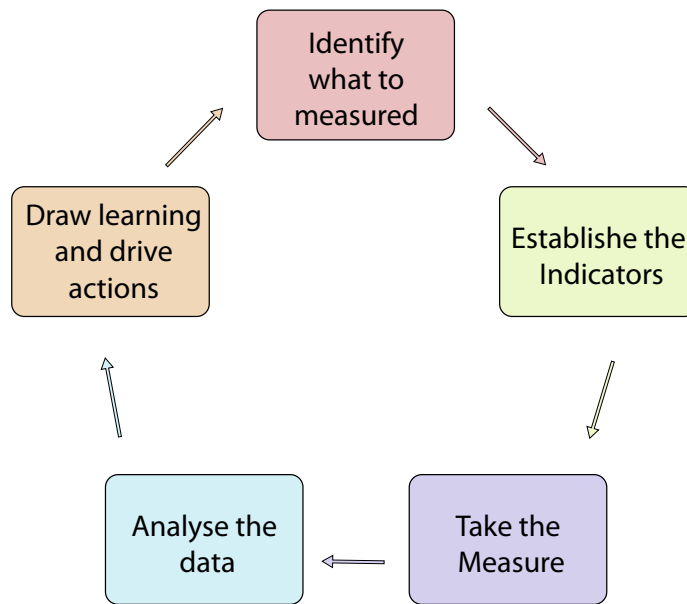 Identify
what to
measured
Establishe the
Indicators
Take the
Measure
Analyse the
data
Draw learning
and drive
actions